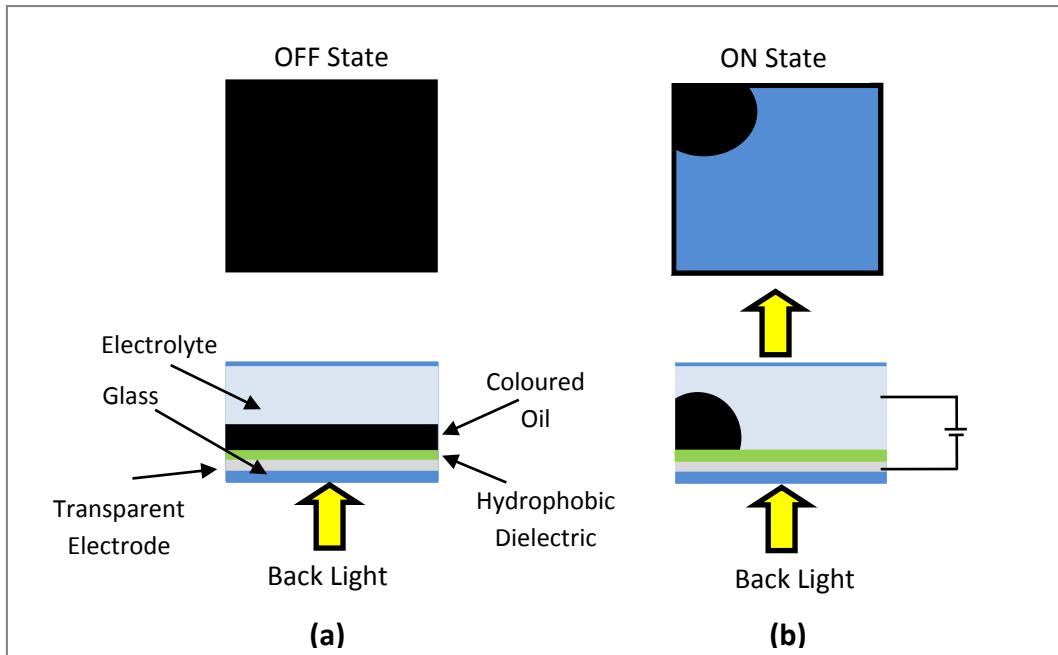 OFF State
ON State
Electrolyte
Glass
Coloured
Oil
Transparent
Electrode
Hydrophobic
Dielectric
Back Light
Back Light
(a)
(b)